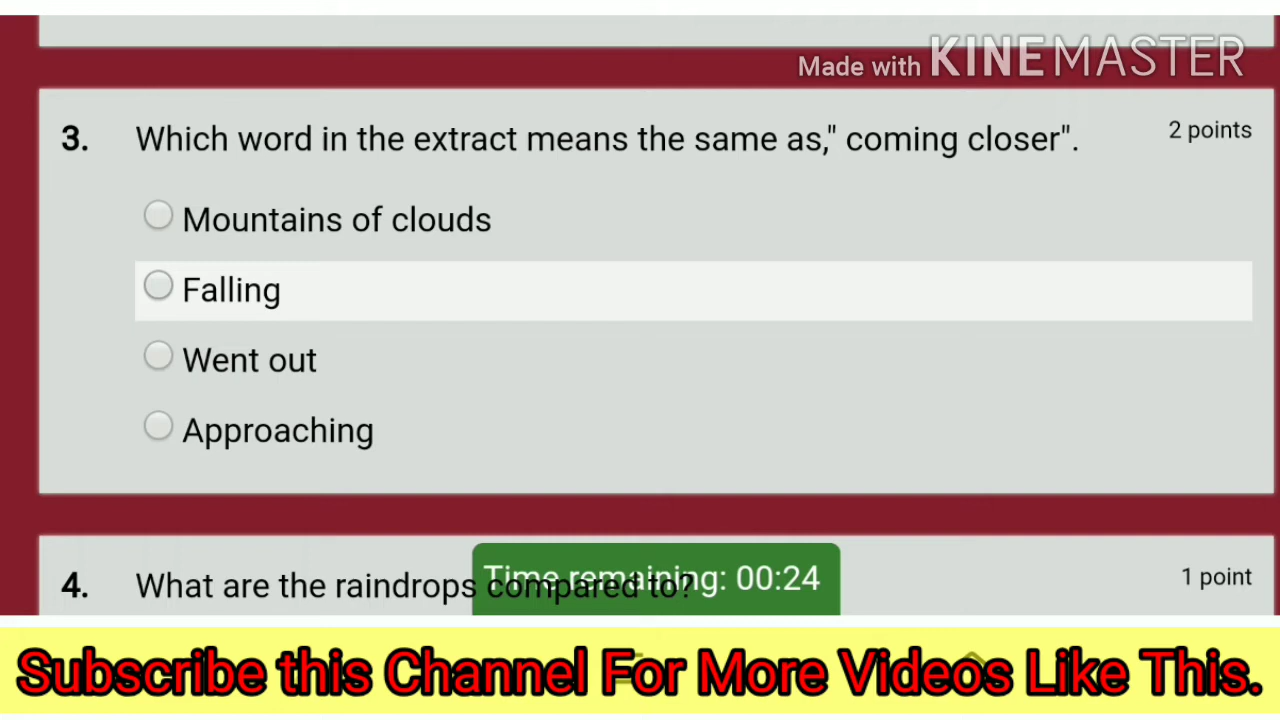 Made with KINEMASTER
3. Which word in the extract means the same as," coming closer". 2 points
Mountains of clouds
Falling
Went out
Approaching
4. What are the raindrops compared to? 1 point
Time remaining: 00:24
Subscribe this Channel For More Videos Like This.